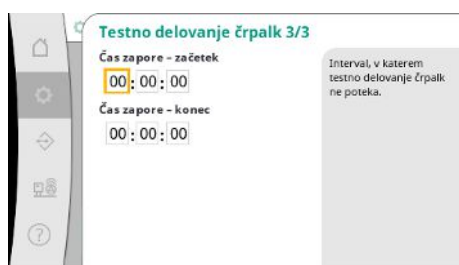 Testno delovanje črpalk 3/3
Čas zapore – začetek
00 : 00 : 00
Čas zapore – konec
00 : 00 : 00
Interval, v katerem
testno delovanje črpalk
ne poteka.
?